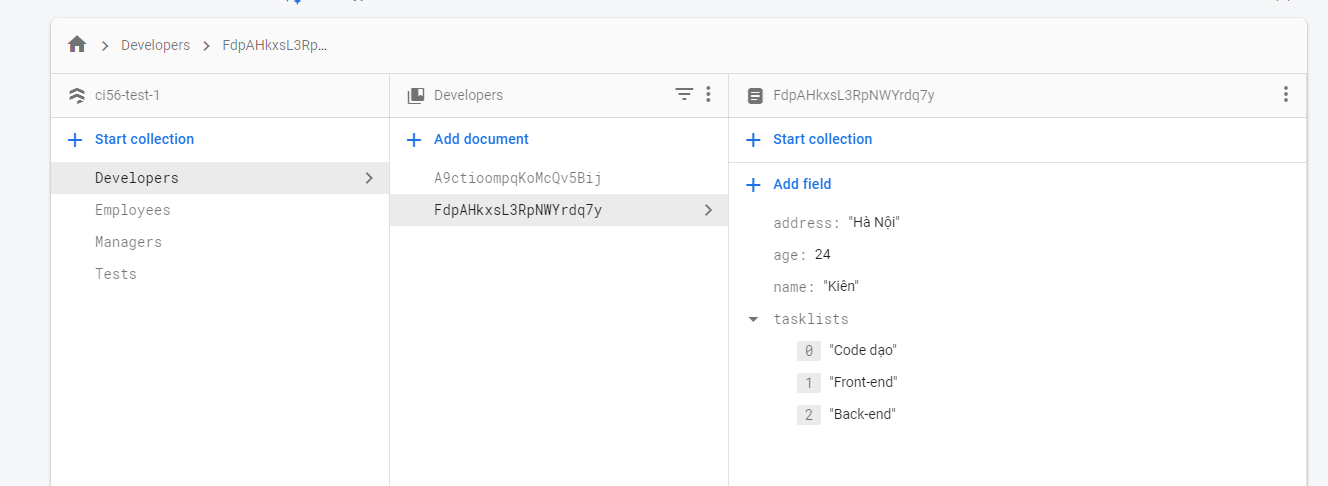 Developers FdpAHkxsL3Rp...
ci56-test-1
Start collection
Developers
Employees
Managers
Tests
Developers
Add document
A9ctioompqKoMcQv5Bij
FdpAHkxsL3RpNWYrdq7y
FdpAHkxsL3RpNWYrdq7y
Start collection
Add field
address: "Hà Nội"
age: 24
name: "Kiên"
tasklists
0 "Code dạo"
1 "Front-end"
2 "Back-end"